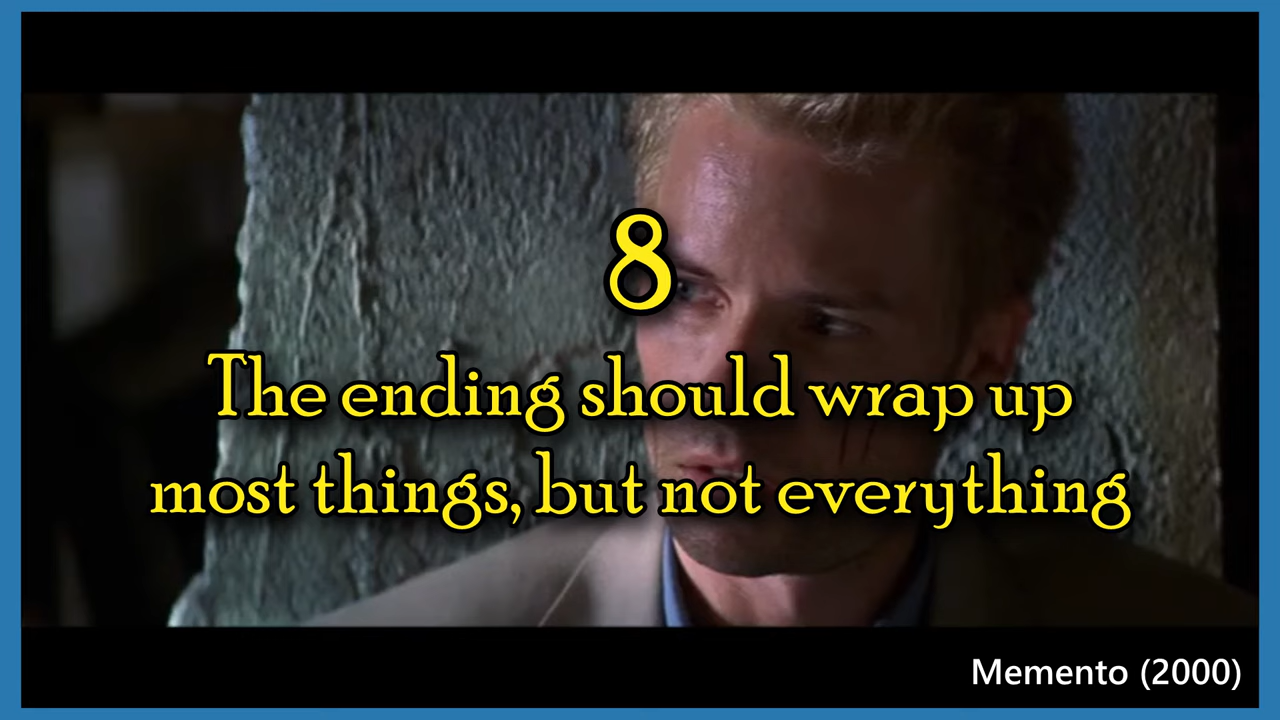 8
The ending should wrap up
most things, but not everything
Memento (2000)